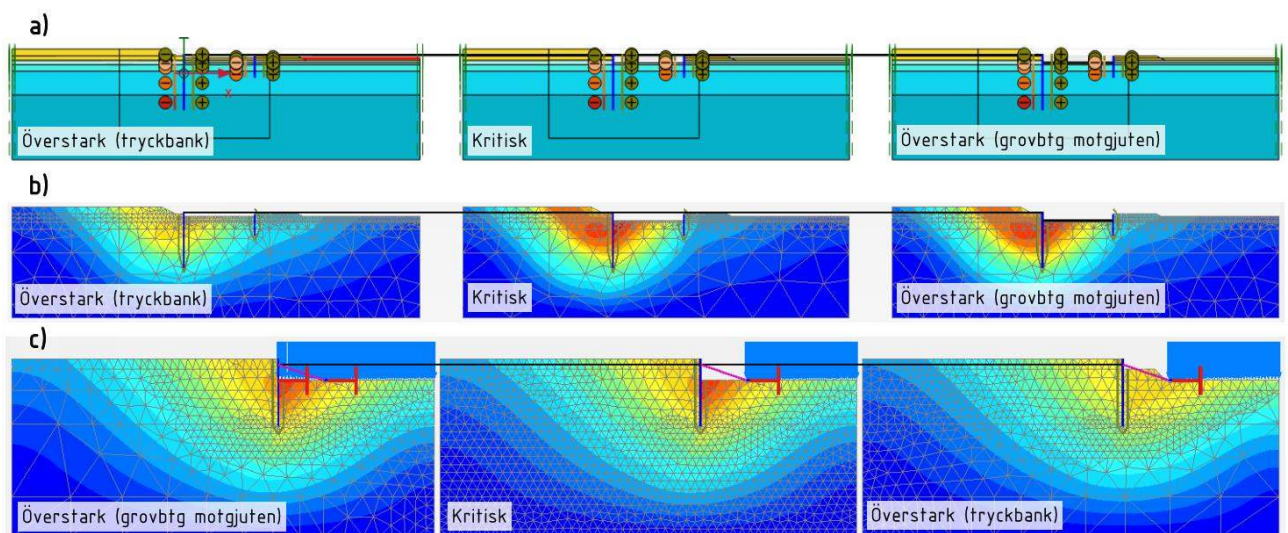 a)
x
Överstark (tryckbank)
Kritisk
Överstark (grovbtg motgjuten)
b)
Överstark (tryckbank)
Kritisk
Överstark (grovbtg motgjuten)
c)
Överstark (grovbtg motgjuten)
Kritisk
Överstark (tryckbank)